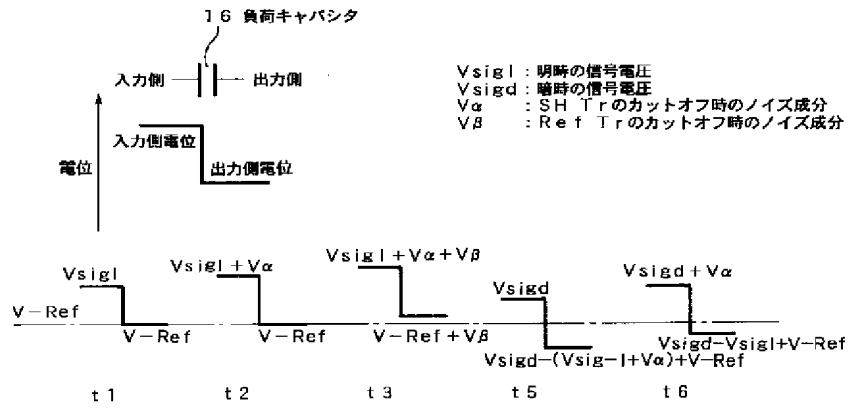 16 負荷キャパシタ
入力側 出力側
Vsigl:明時の信号電圧
Vsigd:暗時の信号電圧
Vα :SH Trのカットオフ時のノイズ成分
Vβ :Ref Trのカットオフ時のノイズ成分
電位
入力側電位
出力側電位
Vsigl
V-Ref
V-Ref
t1
Vsigl+Vα
V-Ref
t2
Vsigl+Vα+Vβ
V-Ref+Vβ
t3
Vsigd
Vsigd-(Vsig-l+Vα)+V-Ref
t5
Vsigd+Vα
Vsigd-Vsigl+V-Ref
t6